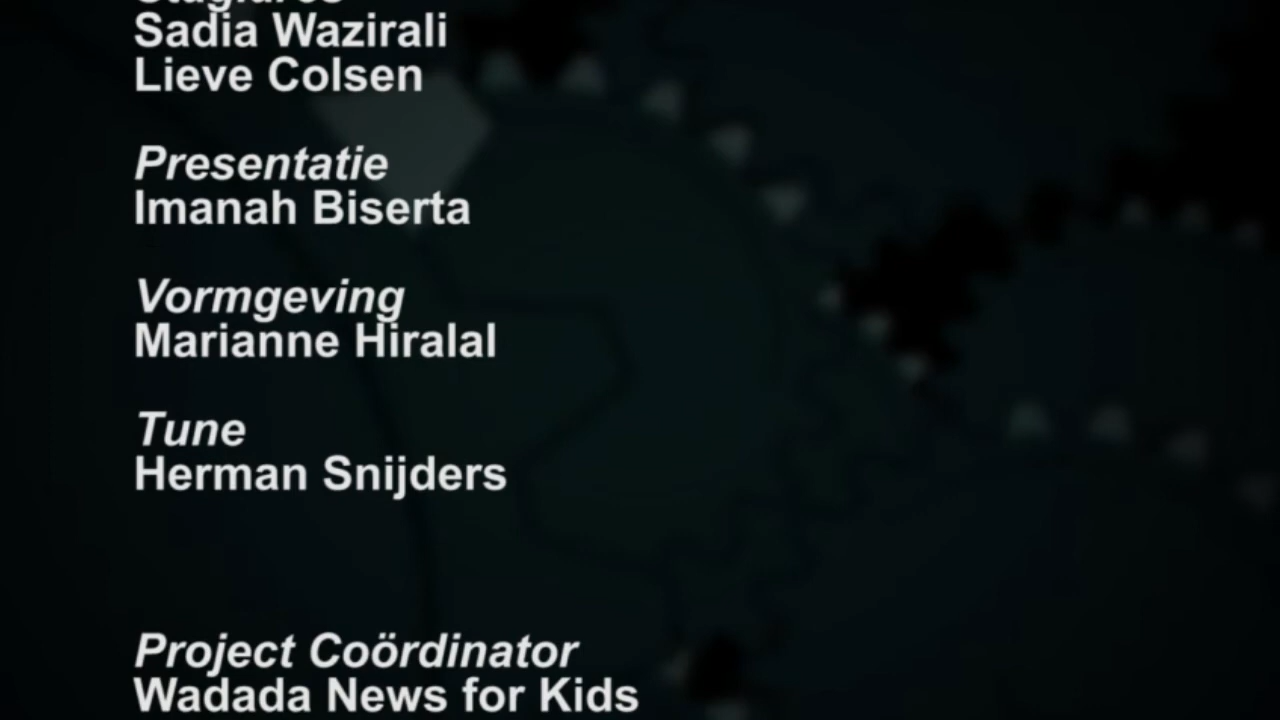 Sadia Wazirali
Lieve Colsen
Presentatie
Imanah Biserta
Vormgeving
Marianne Hiralal
Tune
Herman Snijders
Project Coördinator
Wadada News for Kids